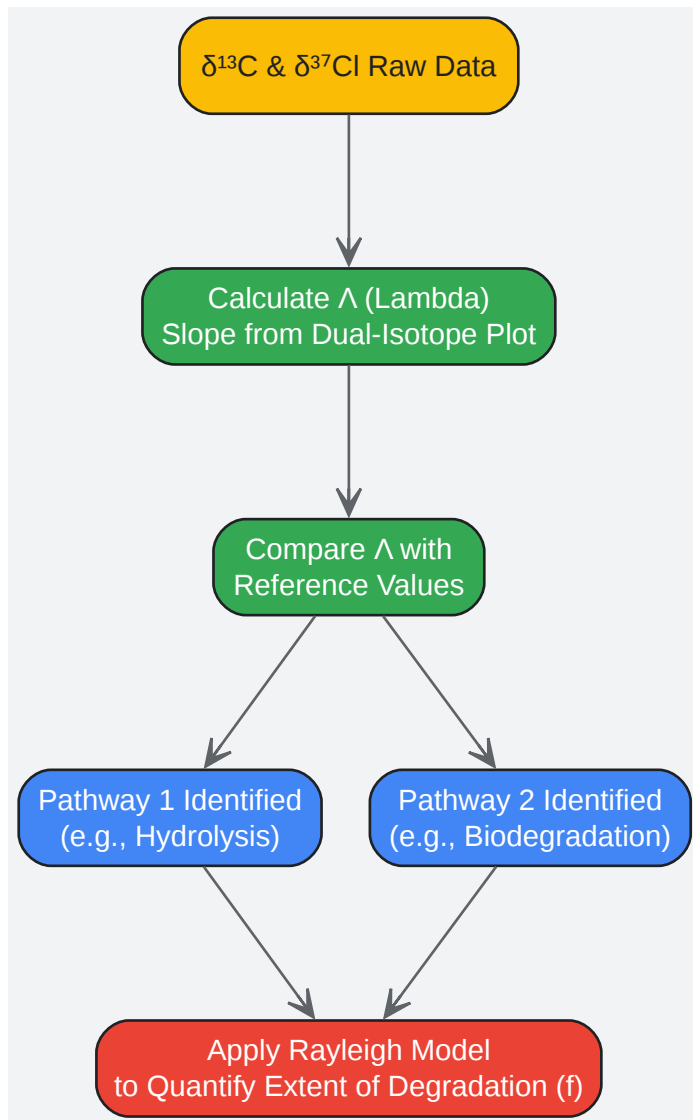 δ¹³C & δ³⁷Cl Raw Data
Calculate Λ (Lambda)
Slope from Dual-Isotope Plot
Compare Λ with
Reference Values
Pathway 1 Identified
(e.g., Hydrolysis)
Pathway 2 Identified
(e.g., Biodegradation)
Apply Rayleigh Model
to Quantify Extent of Degradation (f)